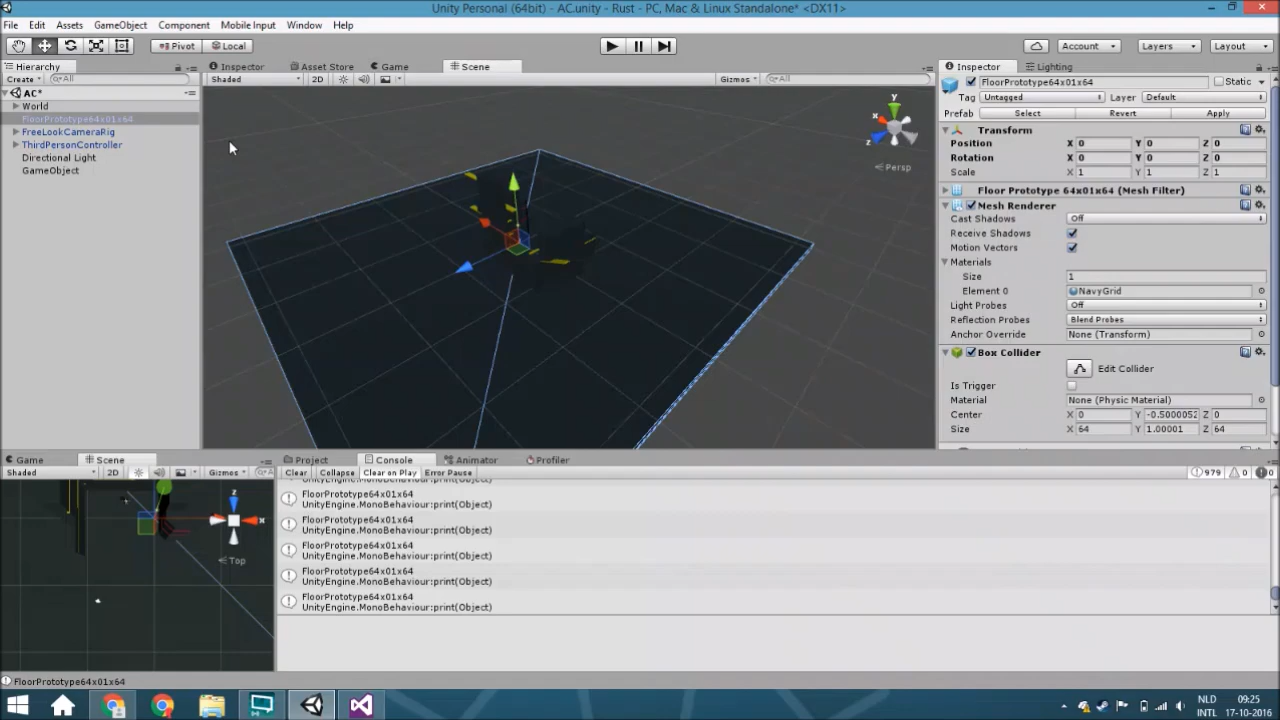 Unity Personal (64bit) - AC.unity - Rust - PC, Mac & Linux Standalone* <DX11>
File Edit Assets GameObject Component Mobile Input Window Help
Pivot Local Account Layers Layout
Hierarchy
Create All
AC*
World
FloorPrototype64x01x64
FreeLookCameraRig
ThirdPersonController
Directional Light
GameObject
Inspector Asset Store Game Scene
Shaded 2D Gizmos All
y
x
z
Persp
Inspector Lighting
FloorPrototype64x01x64 Static
Tag Untagged Layer Default
Prefab Select Revert Apply
Transform
Position X 0 Y 0 Z 0
Rotation X 0 Y 0 Z 0
Scale X 1 Y 1 Z 1
Floor Prototype 64x01x64 (Mesh Filter)
Mesh Renderer
Cast Shadows Off
Receive Shadows
Motion Vectors
Materials
Size 1
Element 0 NavyGrid
Light Probes Off
Reflection Probes Blend Probes
Anchor Override None (Transform)
Box Collider
Edit Collider
Is Trigger
Material None (Physic Material)
Center X 0 Y -0.5000052 Z 0
Size X 64 Y 1.00001 Z 64
Game Scene
Shaded 2D Gizmos
z
x
Top
Project Console Animator Profiler
Clear Collapse Clear on Play Error Pause 979 0 0
UnityEngine.MonoBehaviour:print(Object)
FloorPrototype64x01x64
UnityEngine.MonoBehaviour:print(Object)
FloorPrototype64x01x64
UnityEngine.MonoBehaviour:print(Object)
FloorPrototype64x01x64
UnityEngine.MonoBehaviour:print(Object)
FloorPrototype64x01x64
UnityEngine.MonoBehaviour:print(Object)
FloorPrototype64x01x64
UnityEngine.MonoBehaviour:print(Object)
FloorPrototype64x01x64
NLD 09:25
INTL 17-10-2016